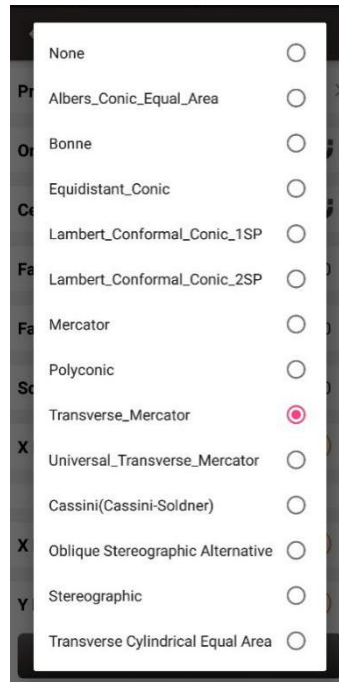 None
Albers_Conic_Equal_Area
Bonne
Equidistant_Conic
Lambert_Conformal_Conic_1SP
Lambert_Conformal_Conic_2SP
Mercator
Polyconic
Transverse_Mercator
Universal_Transverse_Mercator
Cassini(Cassini-Soldner)
Oblique Stereographic Alternative
Stereographic
Transverse Cylindrical Equal Area